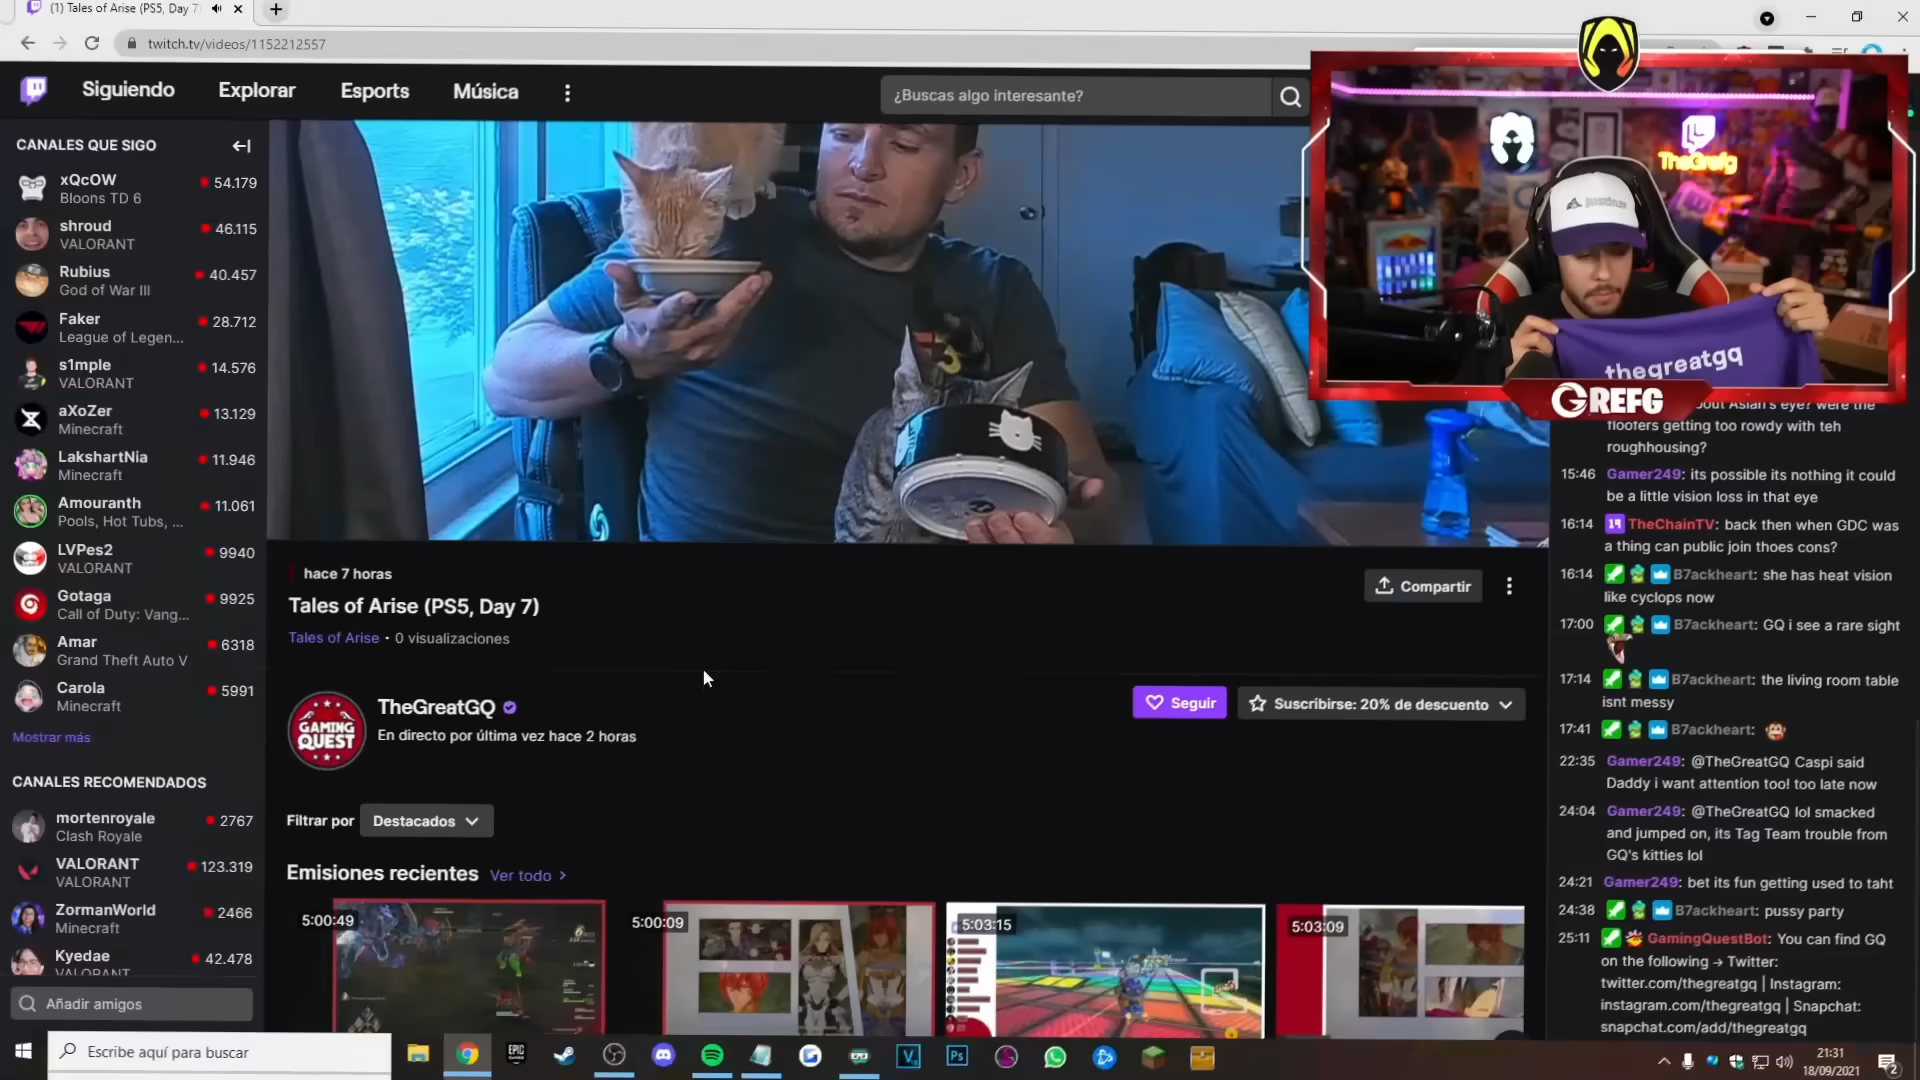 (1) Tales of Arise (PS5, Day 7)
twitch.tv/videos/1152212557
Siguiendo
Explorar
Esports
Música
¿Buscas algo interesante?
CANALES QUE SIGO
xQcOW
54.179
Bloons TD 6
shroud
46.115
VALORANT
Rubius
40.457
God of War III
Faker
28.712
League of Legen...
s1mple
14.576
VALORANT
aXoZer
13.129
Minecraft
LakshartNia
11.946
Minecraft
Amouranth
11.061
Pools, Hot Tubs, ...
LVPes2
9940
VALORANT
Gotaga
9925
Call of Duty: Vang...
Amar
6318
Grand Theft Auto V
Carola
5991
Minecraft
Mostrar más
CANALES RECOMENDADOS
mortenroyale
2767
Clash Royale
VALORANT
123.319
VALORANT
ZormanWorld
2466
Minecraft
Kyedae
42.478
VALORANT
Añadir amigos
hace 7 horas
Tales of Arise (PS5, Day 7)
Tales of Arise • 0 visualizaciones
Compartir
GAMING
QUEST
TheGreatGQ
En directo por última vez hace 2 horas
Seguir
Suscribirse: 20% de descuento
Filtrar por
Destacados
Emisiones recientes
Ver todo
5:00:49
5:00:09
5:03:15
5:03:09
TheGrefg
thegreatgq
GREFG
floofers getting too rowdy with teh
roughhousing?
15:46 Gamer249: its possible its nothing it could
be a little vision loss in that eye
16:14 14 TheChainTV: back then when GDC was
a thing can public join thoes cons?
16:14 B7ackheart: she has heat vision
like cyclops now
17:00 B7ackheart: GQ i see a rare sight
17:14 B7ackheart: the living room table
isnt messy
17:41 B7ackheart:
22:35 Gamer249: @TheGreatGQ Caspi said
Daddy i want attention too! too late now
24:04 Gamer249: @TheGreatGQ lol smacked
and jumped on, its Tag Team trouble from
GQ's kitties lol
24:21 Gamer249: bet its fun getting used to taht
24:38 B7ackheart: pussy party
25:11 GamingQuestBot: You can find GQ
on the following → Twitter:
twitter.com/thegreatgq | Instagram:
instagram.com/thegreatgq | Snapchat:
snapchat.com/add/thegreatgq
Escribe aquí para buscar
EPIC
Ps
21:31
18/09/2021
2